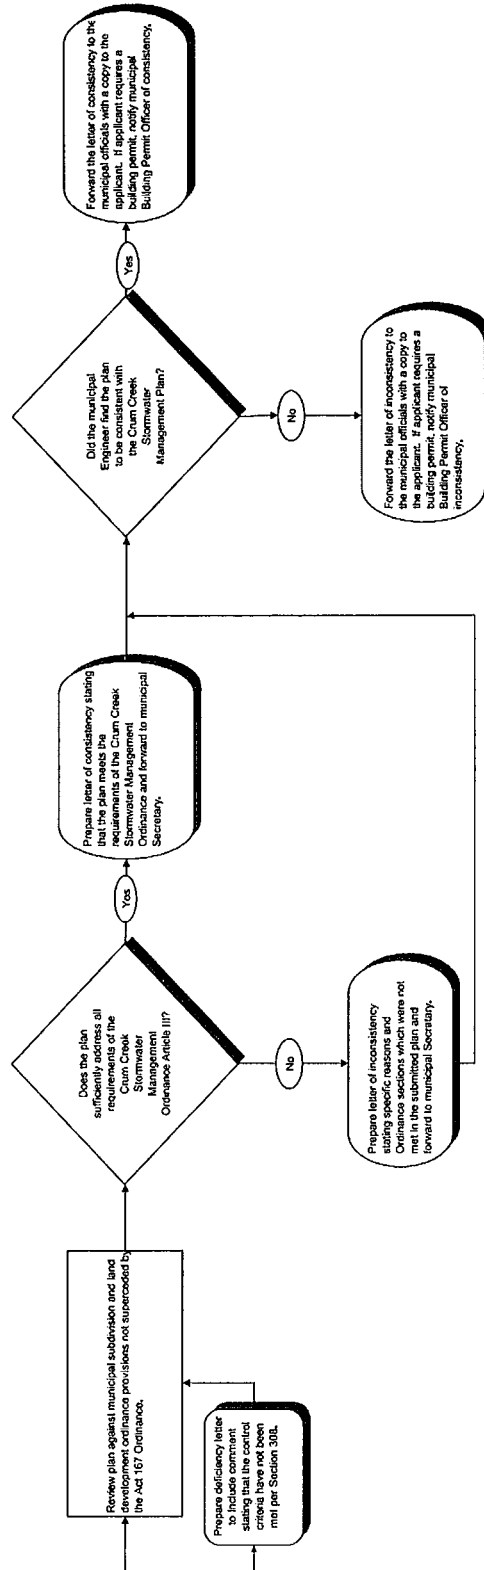 Review plan against municipal subdivision and land
development ordinance provisions not superceded by
the Act 167 Ordinance.
Prepare deficiency letter
to Include comment
stating that the control
criteria have not been
met per Section 308.
Does the plan
sufficiently address all
requirements of the
Crum Creek
Stormwater
Management
Ordinance Article III?
Yes
No
Prepare letter of consistency stating
that the plan meets the
requirements of the Crum Creek
Stormwater Management
Ordinance and forward to municipal
Secretary.
Prepare letter of inconsistency
stating specific reasons and
Ordinance sections which were not
met in the submitted plan and
forward to municipal Secretary.
Did the municipal
Engineer find the plan
to be consistent with
the Crum Creek
Stormwater
Management Plan?
Yes
No
Forward the letter of consistency to the
municipal officials with a copy to the
applicant. If applicant requires a
building permit, notify municipal
Building Permit Officer of consistency.
Forward the letter of inconsistency to
the municipal officials with a copy to
the applicant. If applicant requires a
building permit, notify municipal
Building Permit Officer of
inconsistency.